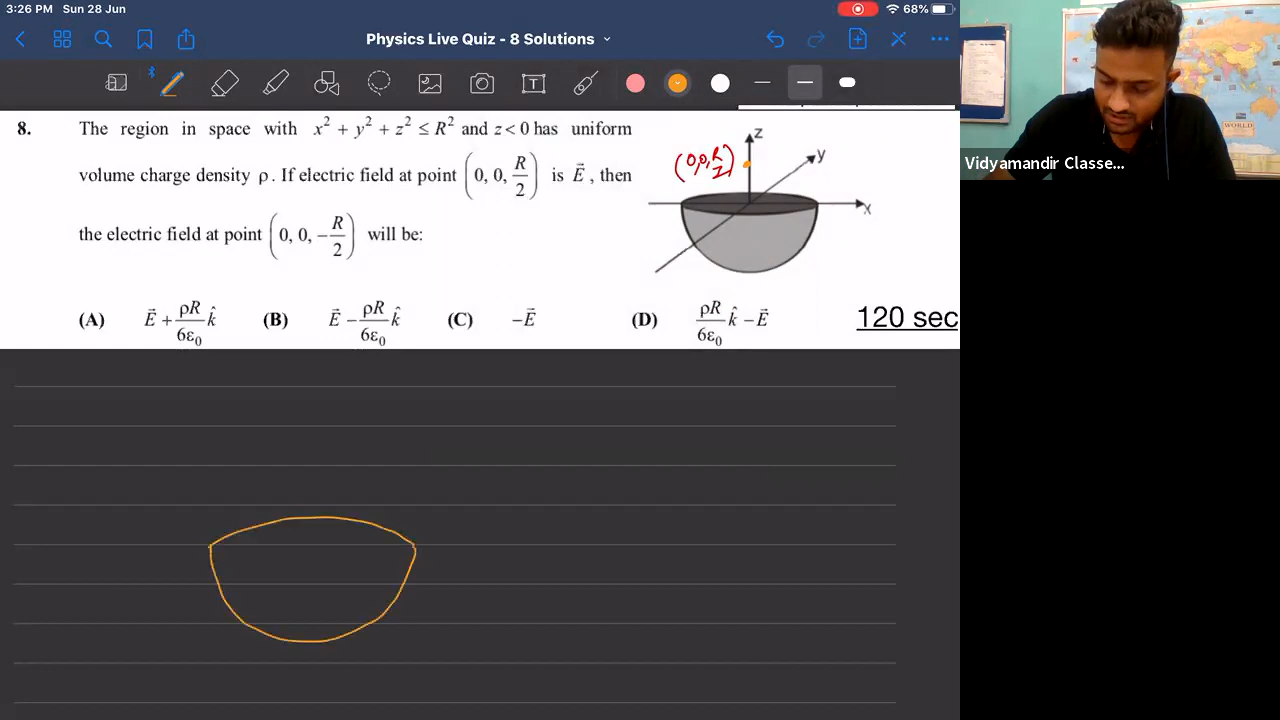 3:26 PM Sun 28 Jun
68%
Physics Live Quiz - 8 Solutions
8. The region in space with x² + y² + z² ≤ R² and z < 0 has uniform
volume charge density ρ. If electric field at point (0, 0, R/2) is E⃗, then
the electric field at point (0, 0, −R/2) will be:
(A) E⃗ + ρR/6ε₀ k̂ (B) E⃗ − ρR/6ε₀ k̂ (C) −E⃗ (D) ρR/6ε₀ k̂ − E⃗
(0,0,R/2)
z
y
x
120 sec
Vidyamandir Classe...
WORLD